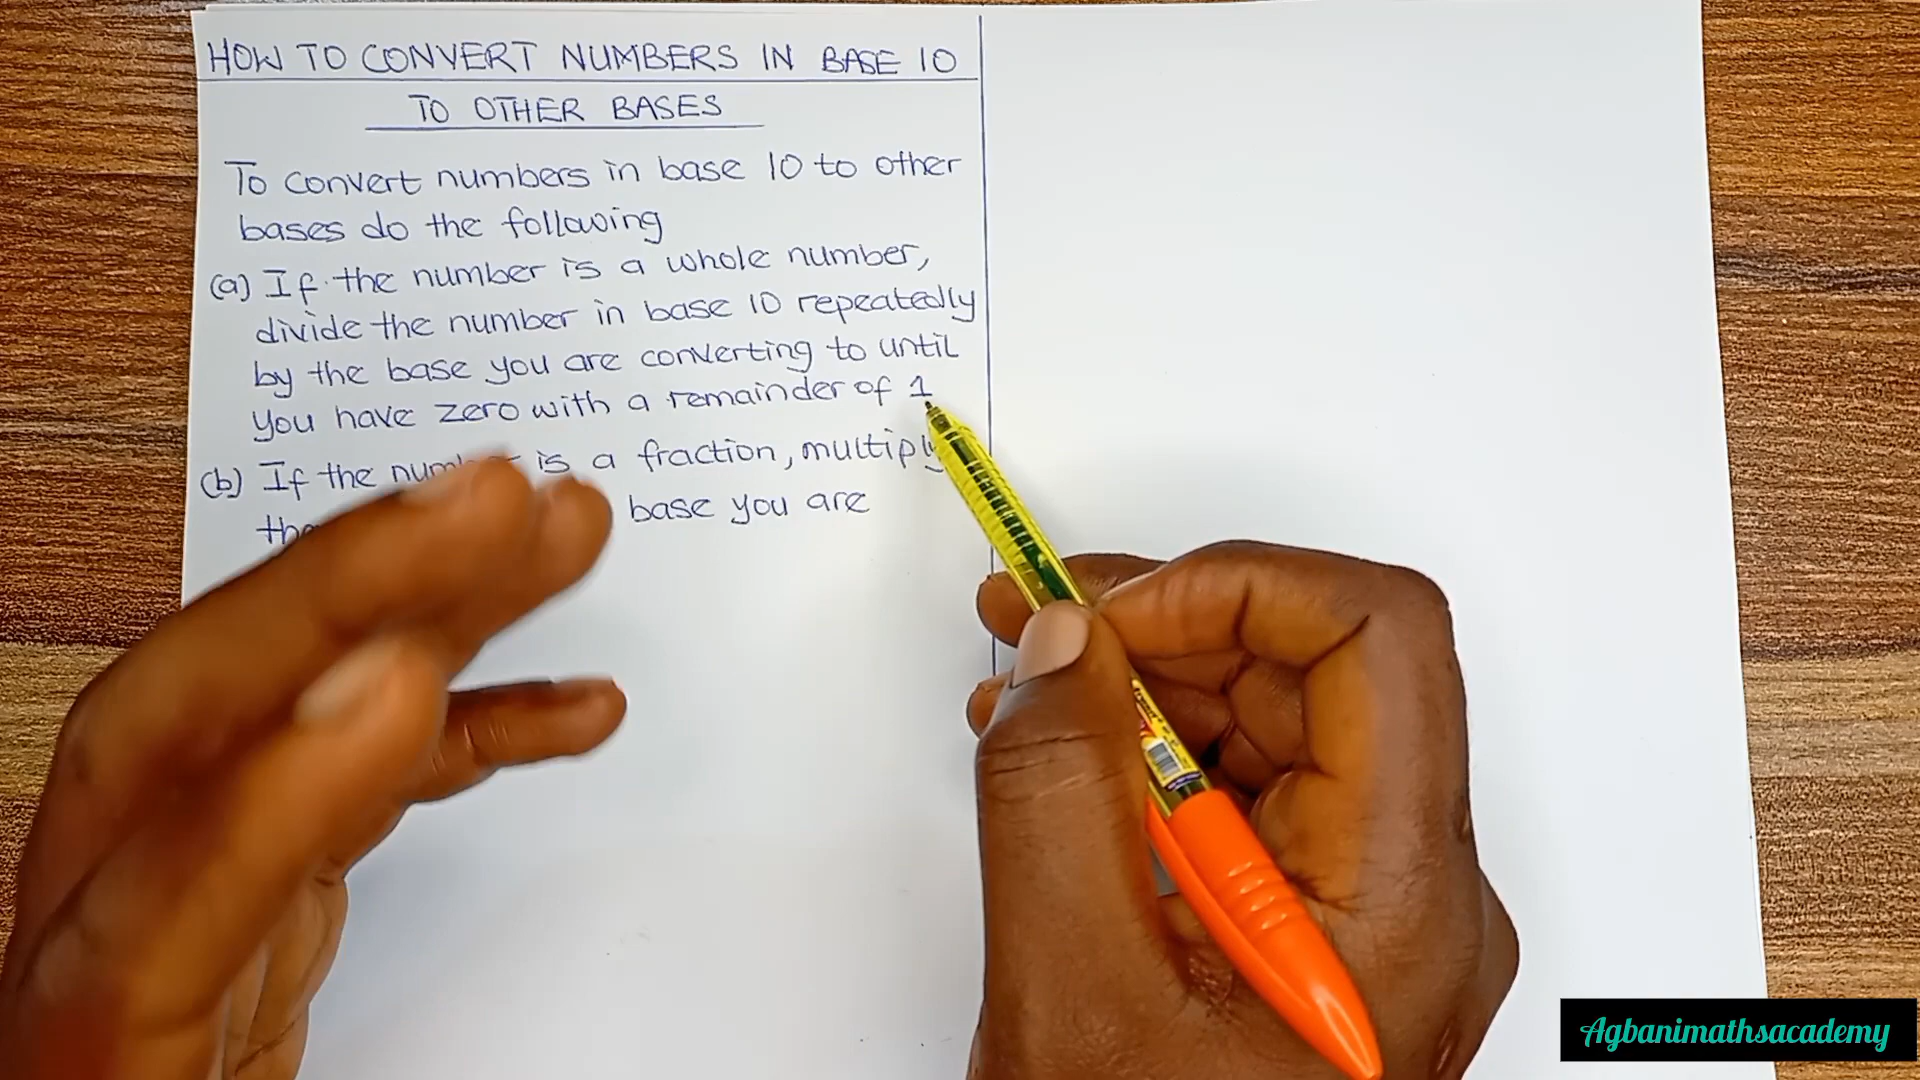 HOW TO CONVERT NUMBERS IN BASE 10
TO OTHER BASES
To convert numbers in base 10 to other
bases do the following
(a) If the number is a whole number,
divide the number in base 10 repeatedly
by the base you are converting to until
you have zero with a remainder of 1
(b) If the is a fraction, multiply
base you are
Agbanimathsacademy